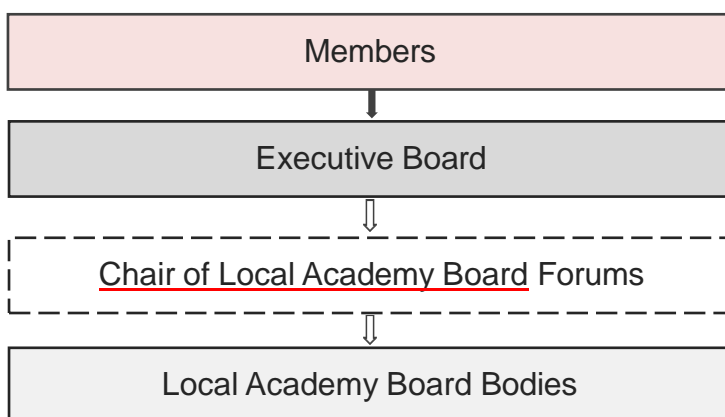 Members
Executive Board
Chair of Local Academy Board Forums
Local Academy Board Bodies